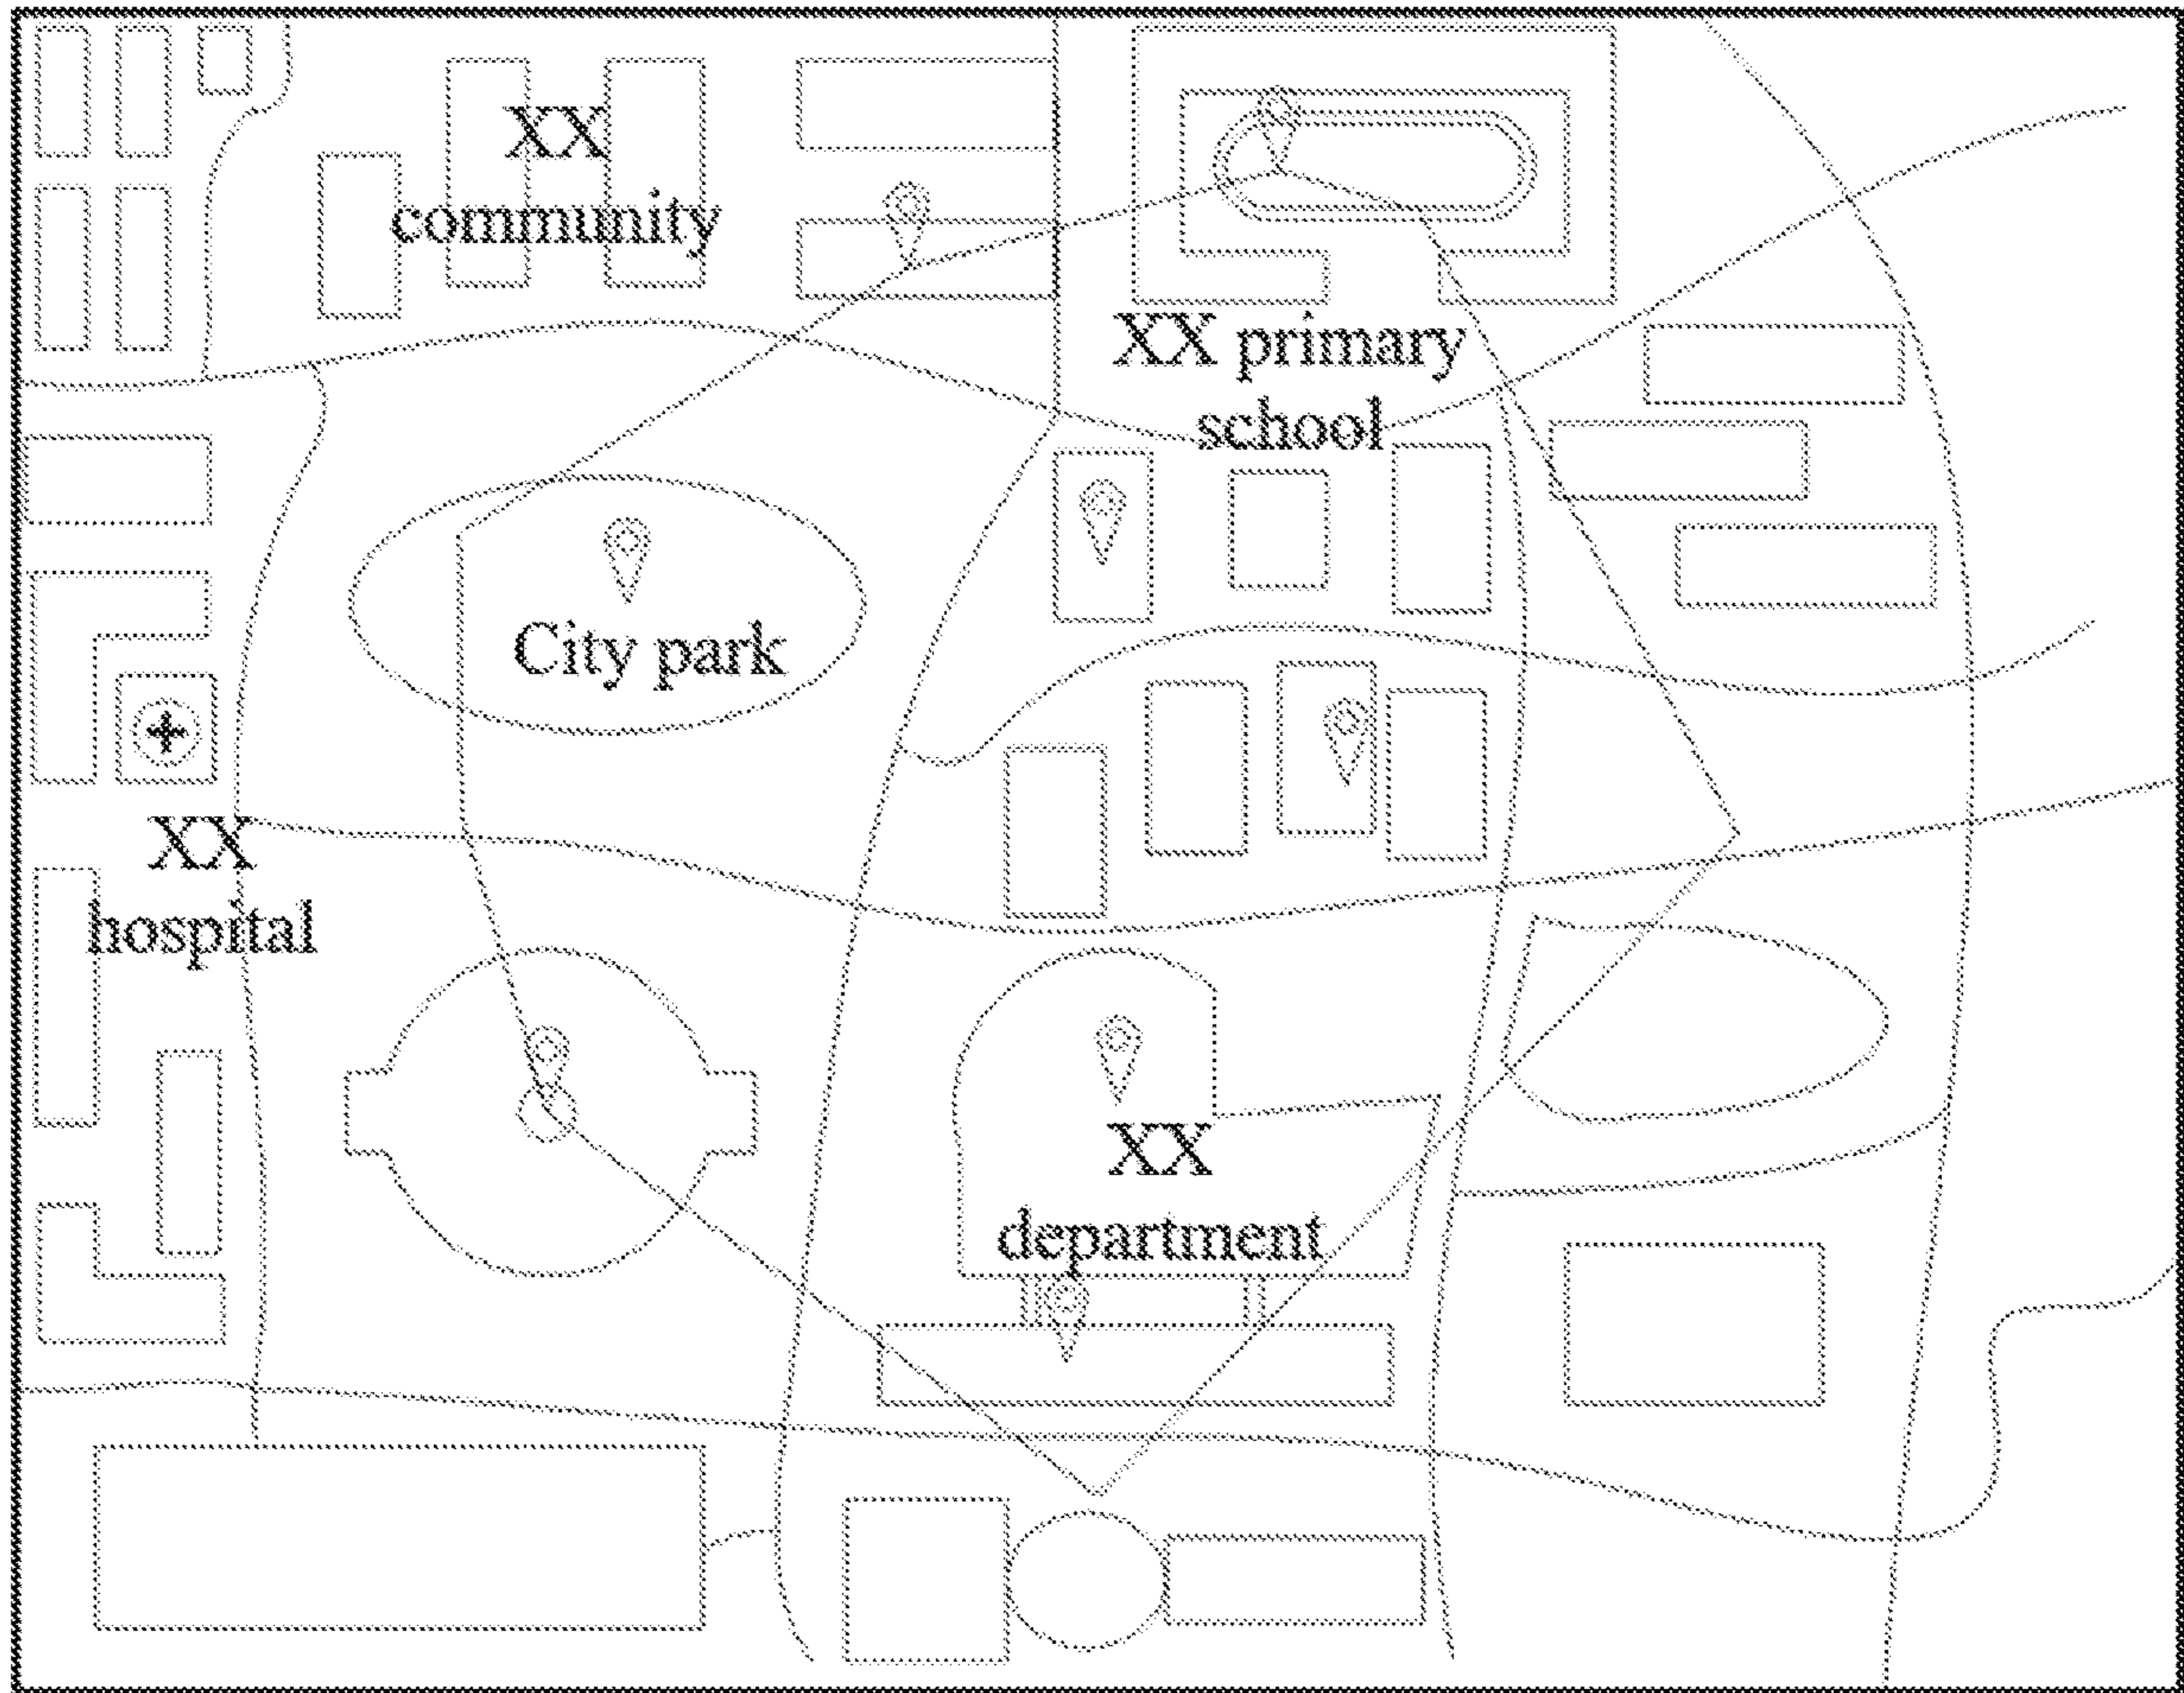 XX
community
XX primary
school
City park
XX
hospital
XX
department